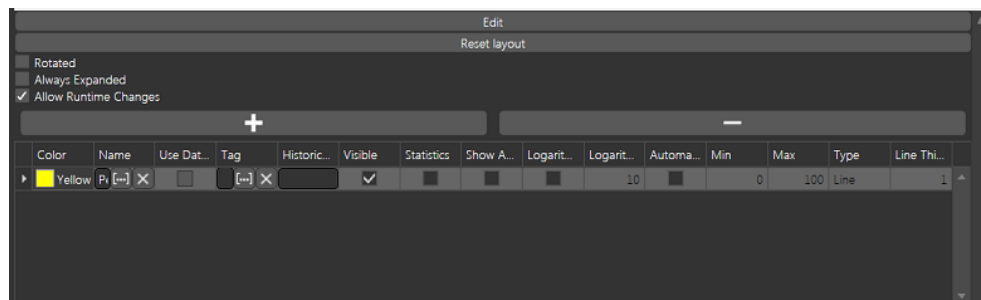 Edit
Reset layout
Rotated
Always Expanded
Allow Runtime Changes
Color Name Use Dat... Tag Historic... Visible Statistics Show A... Logarit... Logarit... Automa... Min Max Type Line Thi...
Yellow [...] [...] 10 0 100 Line 1